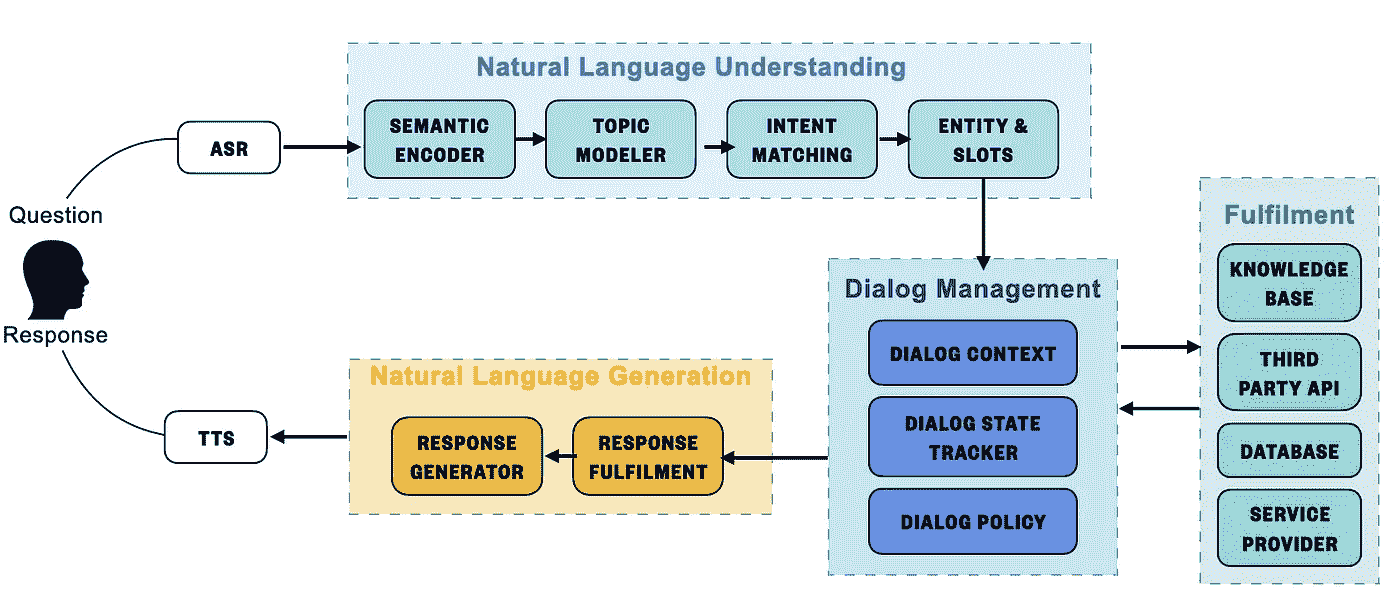 Natural Language Understanding
ASR
SEMANTIC
ENCODER
TOPIC
MODELER
INTENT
MATCHING
ENTITY &
SLOTS
Question
Response
Fulfilment
KNOWLEDGE
BASE
THIRD
PARTY API
DATABASE
SERVICE
PROVIDER
Dialog Management
DIALOG CONTEXT
DIALOG STATE
TRACKER
DIALOG POLICY
Natural Language Generation
RESPONSE
GENERATOR
RESPONSE
FULFILMENT
TTS